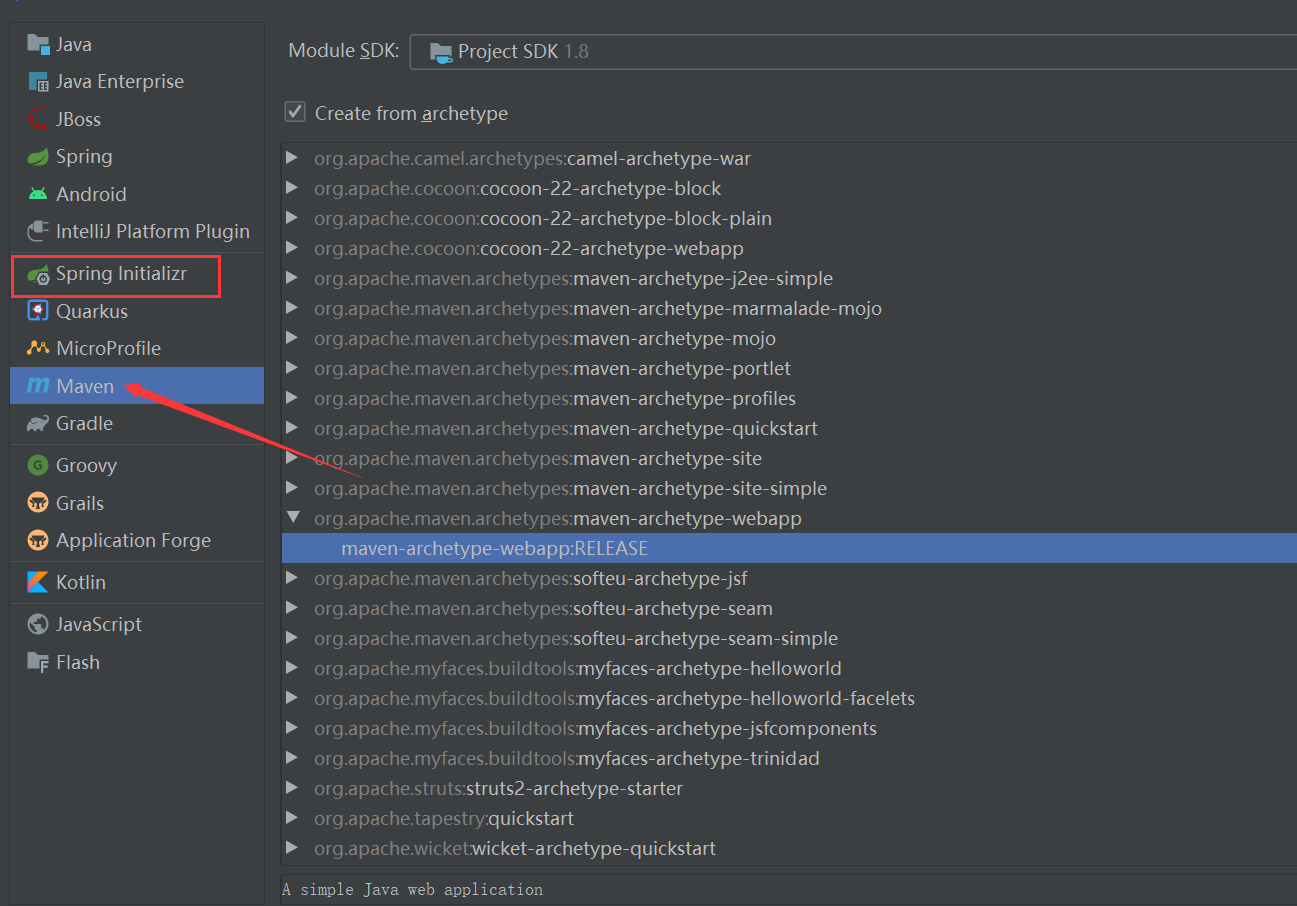 Java
Java Enterprise
JBoss
Spring
Android
IntelliJ Platform Plugin
Spring Initializr
Quarkus
MicroProfile
Maven
Gradle
Groovy
Grails
Application Forge
Kotlin
JavaScript
Flash
Module SDK: Project SDK 1.8
Create from archetype
org.apache.camel.archetypes:camel-archetype-war
org.apache.cocoon:cocoon-22-archetype-block
org.apache.cocoon:cocoon-22-archetype-block-plain
org.apache.cocoon:cocoon-22-archetype-webapp
org.apache.maven.archetypes:maven-archetype-j2ee-simple
org.apache.maven.archetypes:maven-archetype-marmalade-mojo
org.apache.maven.archetypes:maven-archetype-mojo
org.apache.maven.archetypes:maven-archetype-portlet
org.apache.maven.archetypes:maven-archetype-profiles
org.apache.maven.archetypes:maven-archetype-quickstart
org.apache.maven.archetypes:maven-archetype-site
org.apache.maven.archetypes:maven-archetype-site-simple
org.apache.maven.archetypes:maven-archetype-webapp
maven-archetype-webapp:RELEASE
org.apache.maven.archetypes:softeu-archetype-jsf
org.apache.maven.archetypes:softeu-archetype-seam
org.apache.maven.archetypes:softeu-archetype-seam-simple
org.apache.myfaces.buildtools:myfaces-archetype-helloworld
org.apache.myfaces.buildtools:myfaces-archetype-helloworld-facelets
org.apache.myfaces.buildtools:myfaces-archetype-jsfcomponents
org.apache.myfaces.buildtools:myfaces-archetype-trinidad
org.apache.struts:struts2-archetype-starter
org.apache.tapestry:quickstart
org.apache.wicket:wicket-archetype-quickstart
A simple Java web application